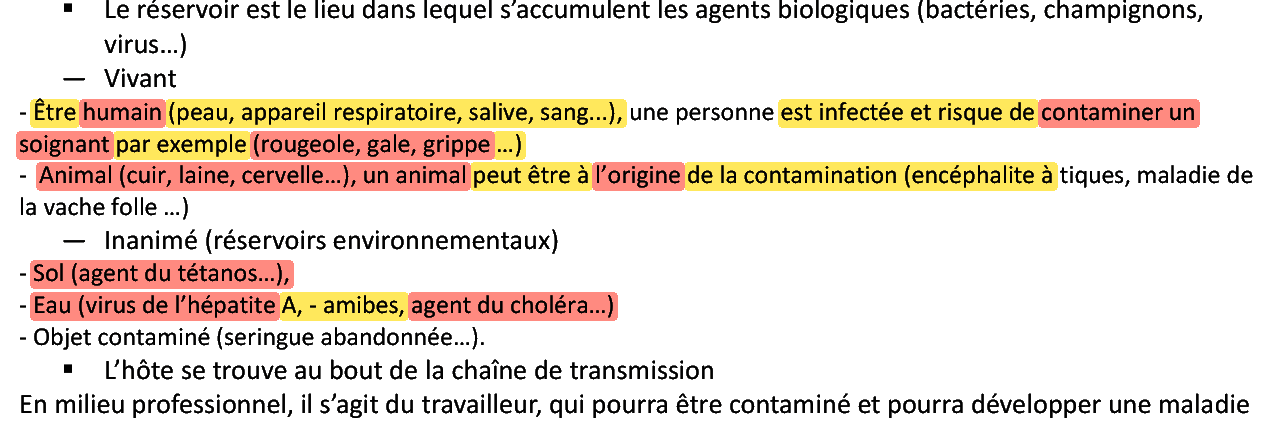 ▪ Le réservoir est le lieu dans lequel s’accumulent les agents biologiques (bactéries, champignons,
virus…)
— Vivant
- Être humain (peau, appareil respiratoire, salive, sang…), une personne est infectée et risque de contaminer un
soignant par exemple (rougeole, gale, grippe …)
- Animal (cuir, laine, cervelle…), un animal peut être à l’origine de la contamination (encéphalite à tiques, maladie de
la vache folle …)
— Inanimé (réservoirs environnementaux)
- Sol (agent du tétanos…),
- Eau (virus de l’hépatite A, - amibes, agent du choléra…)
- Objet contaminé (seringue abandonnée…).
▪ L’hôte se trouve au bout de la chaîne de transmission
En milieu professionnel, il s’agit du travailleur, qui pourra être contaminé et pourra développer une maladie